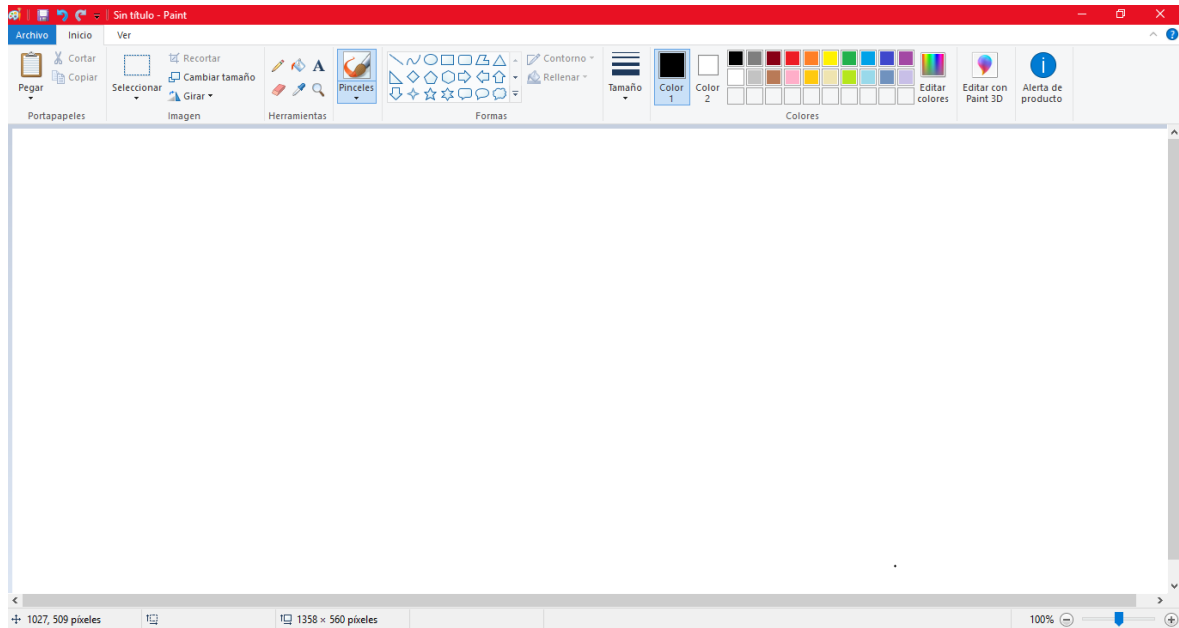 Sin título - Paint
Archivo Inicio Ver
Pegar
Cortar
Copiar
Portapapeles
Seleccionar
Recortar
Cambiar tamaño
Girar
Imagen
A
Herramientas
Pinceles
Contorno
Rellenar
Formas
Tamaño
Color
1
Color
2
Editar
colores
Colores
Editar con
Paint 3D
Alerta de
producto
1027, 509 píxeles 1358 × 560 píxeles 100%